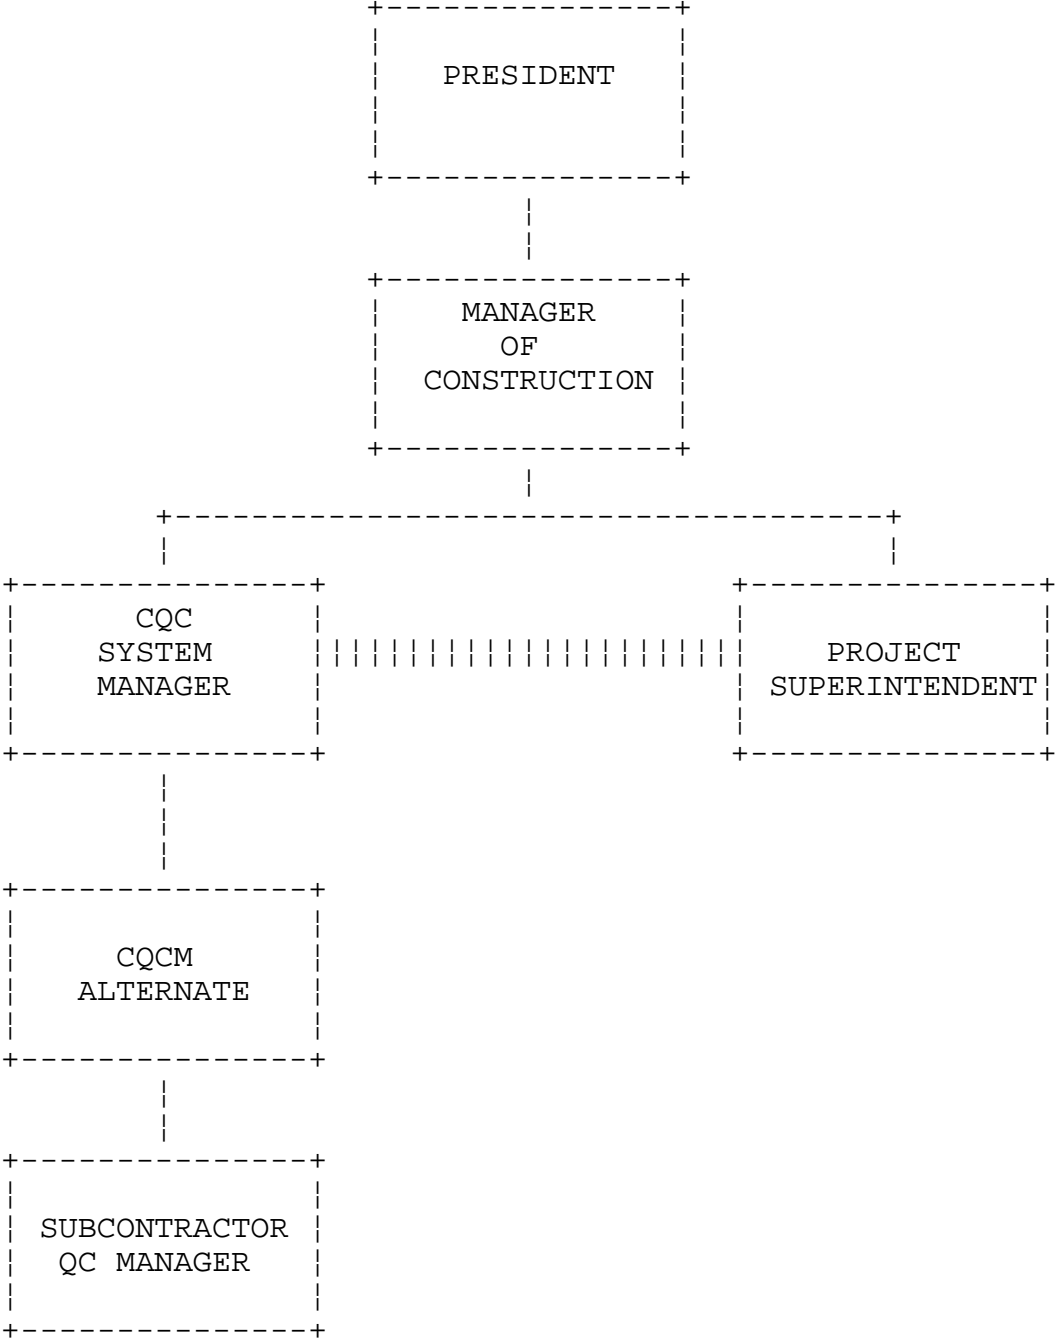 PRESIDENT
MANAGER
OF
CONSTRUCTION
CQC
SYSTEM
MANAGER
PROJECT
SUPERINTENDENT
CQCM
ALTERNATE
SUBCONTRACTOR
QC MANAGER